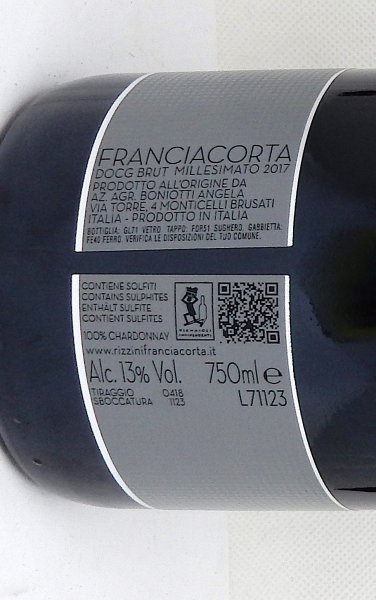 FRANCIACORTA
DOCG BRUT MILLESIMATO 2017
PRODOTTO ALL'ORIGINE DA
AZ. AGR. BONIOTTI ANGELA
VIA TORRE, 4 MONTICELLI BRUSATI
ITALIA - PRODOTTO IN ITALIA
BOTTIGLIA: GL71 VETRO. TAPPO: FOR51 SUGHERO. GABBIETTA:
FE40 FERRO. VERIFICA LE DISPOSIZIONI DEL TUO COMUNE.
CONTIENE SOLFITI
CONTAINS SULPHITES
ENTHÄLT SULFITE
CONTIENT SULFITES
100% CHARDONNAY
VIGNAIOLI
INDIPENDENTI
www.rizzinifranciacorta.it
Alc. 13% Vol. 750ml e
TIRAGGIO 0418
SBOCCATURA 1123
L71123